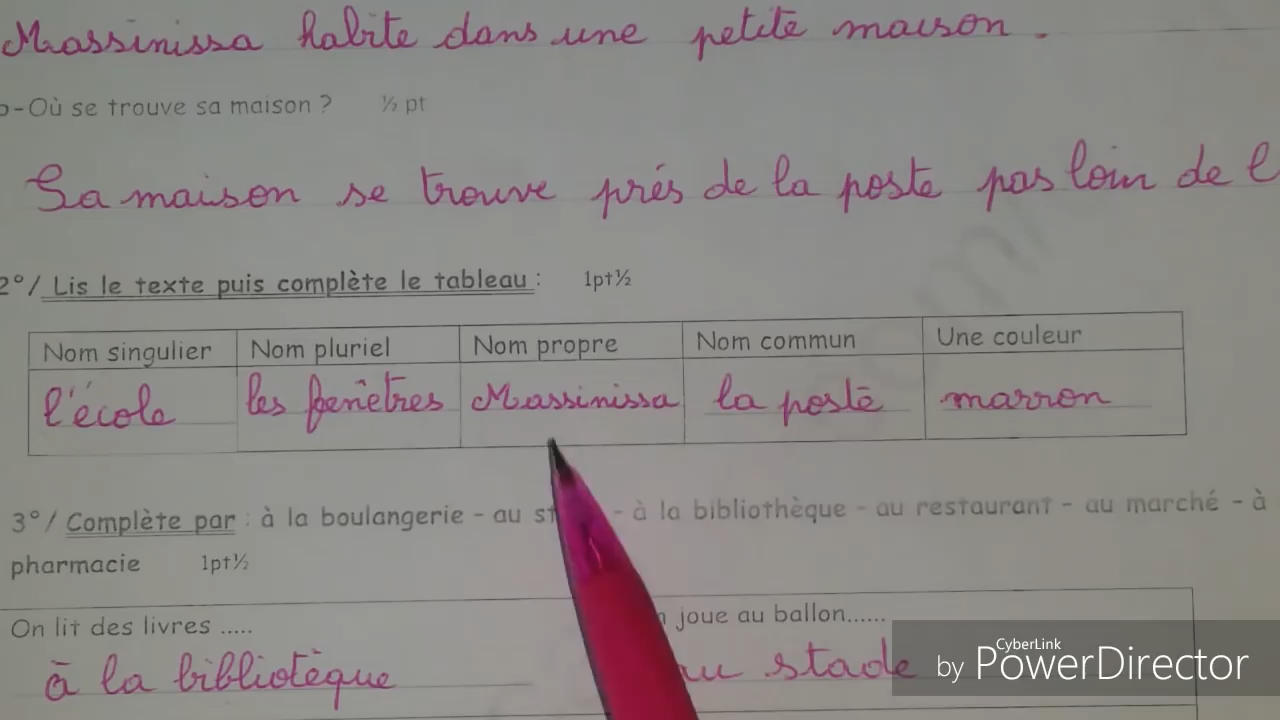 Massinissa habite dans une petite maison.
-Où se trouve sa maison ? ½ pt
Sa maison se trouve prés de la poste pas loin de l
2°/ Lis le texte puis complète le tableau : 1pt½
Nom singulier Nom pluriel Nom propre Nom commun Une couleur
l'école les fenêtres Massinissa la poste marron
3°/ Complète par : à la boulangerie - au st - à la bibliothèque - au restaurant - au marché - à
pharmacie 1pt½
On lit des livres ..... joue au ballon......
à la bibliotèque au stade
CyberLink
by PowerDirector